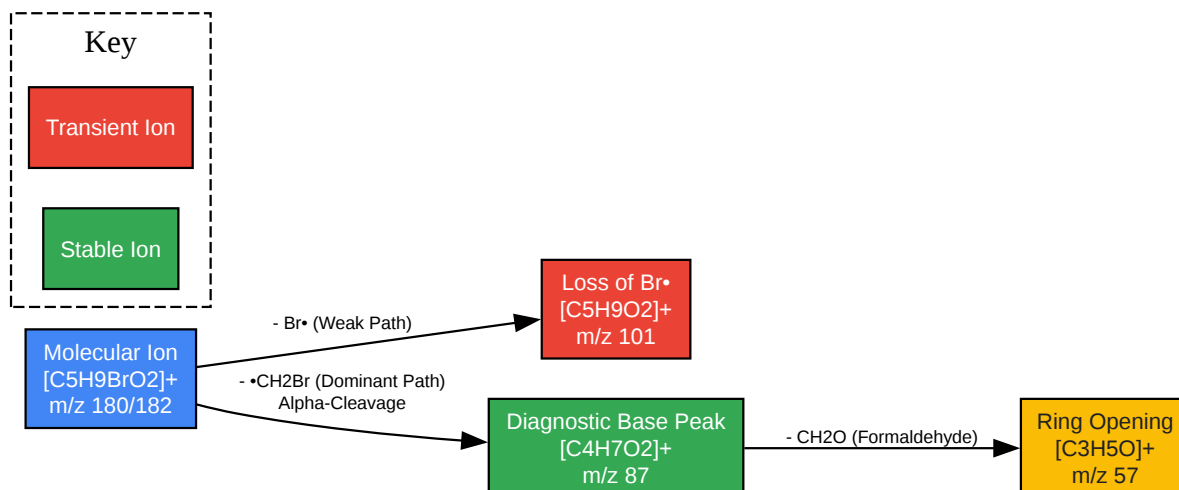 Key
Transient Ion
Stable Ion
Molecular Ion
[C5H9BrO2]+
m/z 180/182
- Br• (Weak Path)
Loss of Br•
[C5H9O2]+
m/z 101
- •CH2Br (Dominant Path)
Alpha-Cleavage
Diagnostic Base Peak
[C4H7O2]+
m/z 87
- CH2O (Formaldehyde)
Ring Opening
[C3H5O]+
m/z 57